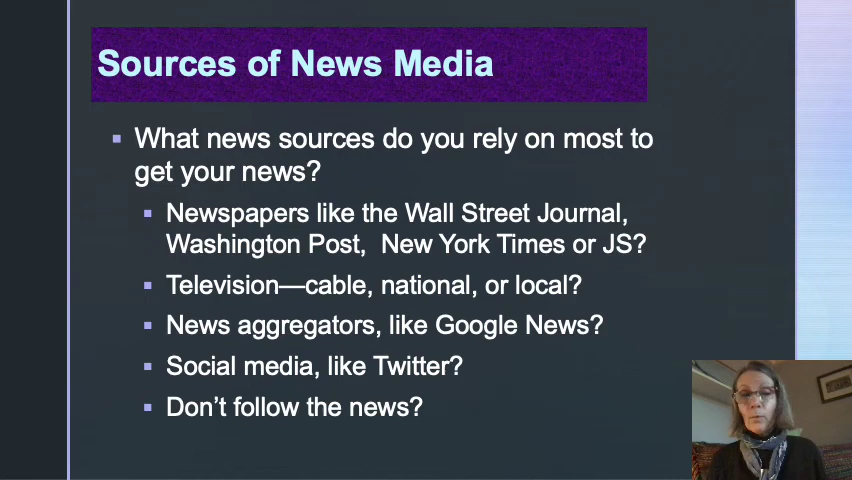 Sources of News Media
▪ What news sources do you rely on most to
get your news?
▪ Newspapers like the Wall Street Journal,
Washington Post,  New York Times or JS?
▪ Television—cable, national, or local?
▪ News aggregators, like Google News?
▪ Social media, like Twitter?
▪ Don’t follow the news?